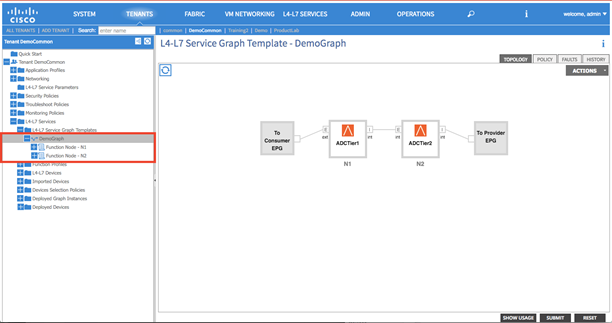 CISCO SYSTEM TENANTS FABRIC VM NETWORKING L4-L7 SERVICES ADMIN OPERATIONS i welcome, admin
ALL TENANTS | ADD TENANT | Search: enter name | common | DemoCommon | Training2 | Demo | ProductLab
Tenant DemoCommon
Quick Start
Tenant DemoCommon
Application Profiles
Networking
L4-L7 Service Parameters
Security Policies
Troubleshoot Policies
Monitoring Policies
L4-L7 Services
L4-L7 Service Graph Templates
DemoGraph
Function Node - N1
Function Node - N2
Function Profiles
L4-L7 Devices
Imported Devices
Devices Selection Policies
Deployed Graph Instances
Deployed Devices
L4-L7 Service Graph Template - DemoGraph
i
TOPOLOGY POLICY FAULTS HISTORY
ACTIONS
To Consumer EPG
E
ext
ADCTier1
I
int
N1
E
int
ADCTier2
I
int
N2
To Provider EPG
SHOW USAGE SUBMIT RESET